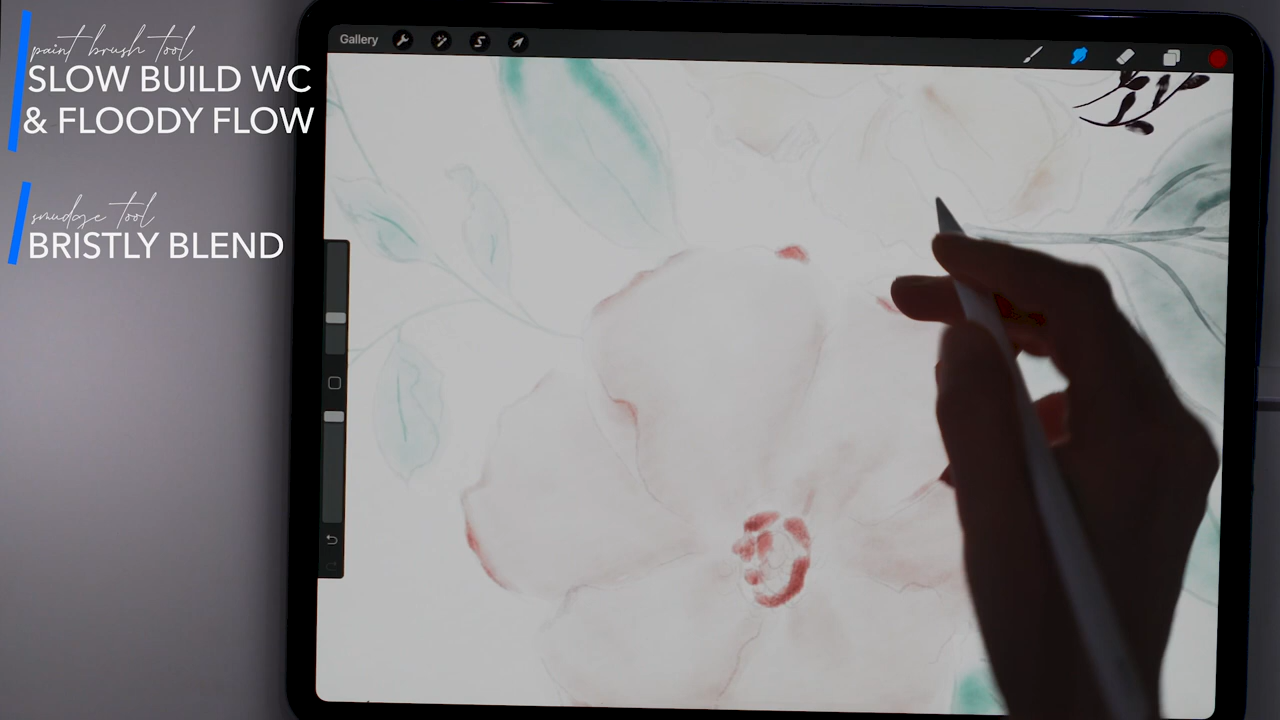 paint brush tool
SLOW BUILD WC
& FLOODY FLOW
smudge tool
BRISTLY BLEND
Gallery